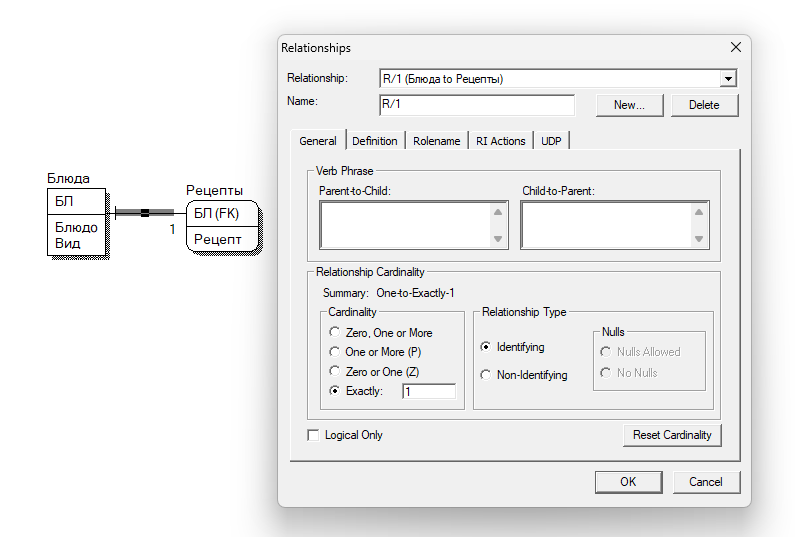 Блюда
БЛ
Блюдо
Вид
1
Рецепты
БЛ (FK)
Рецепт
Relationships
Relationship: R/1 (Блюда to Рецепты)
Name: R/1 New... Delete
General Definition Rolename RI Actions UDP
Verb Phrase
Parent-to-Child: Child-to-Parent:
Relationship Cardinality
Summary: One-to-Exactly-1
Cardinality
Zero, One or More
One or More (P)
Zero or One (Z)
Exactly: 1
Relationship Type
Identifying
Non-Identifying
Nulls
Nulls Allowed
No Nulls
Logical Only Reset Cardinality
OK Cancel